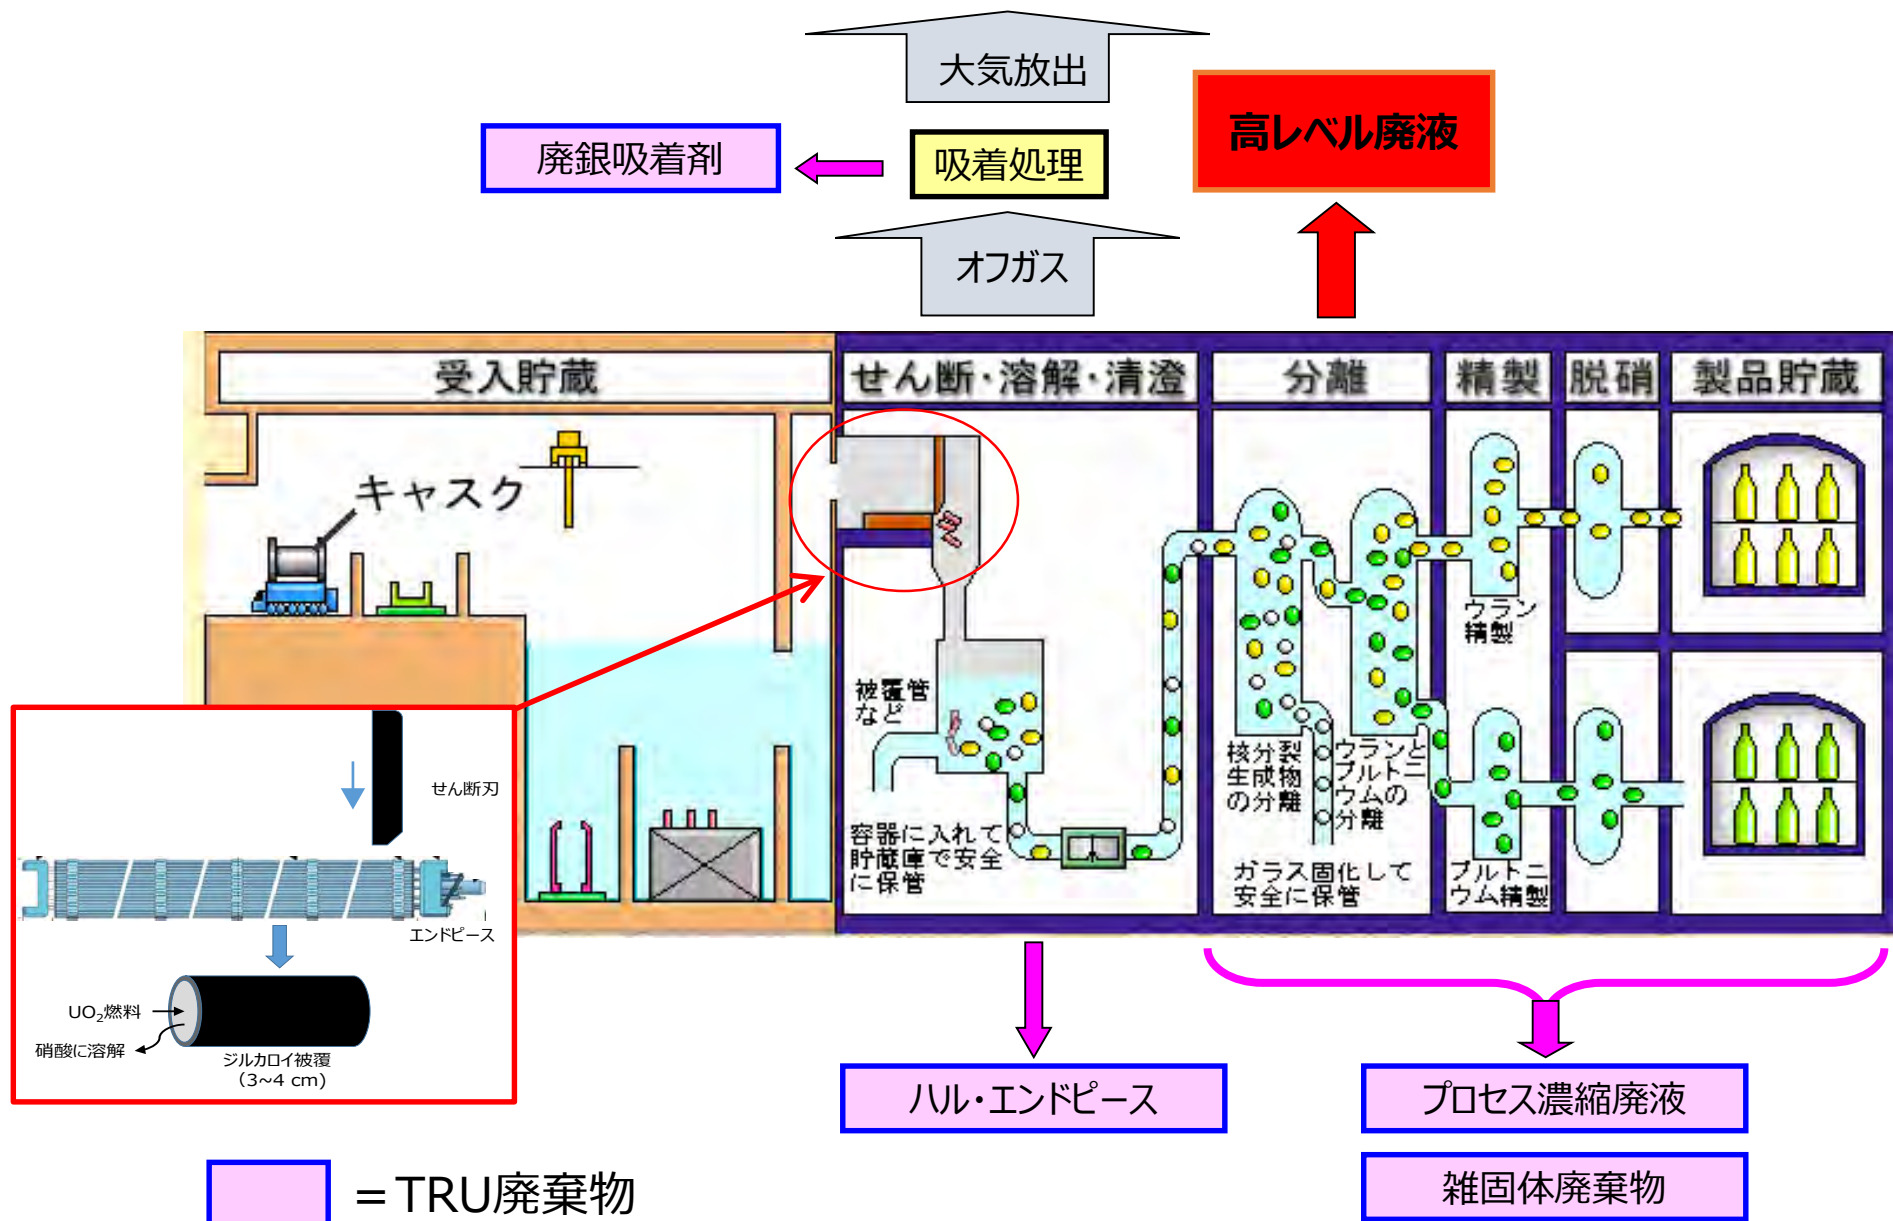 大気放出
高レベル廃液
廃銀吸着剤
吸着処理
オフガス
受入貯蔵
せん断・溶解・清澄
分離
精製
脱硝
製品貯蔵
キャスク
ウラン
精製
被覆管
など
核分裂
生成物
の分離
ウランと
プルトニ
ウムの
分離
せん断刃
容器に入れて
貯蔵庫で安全
に保管
ガラス固化して
安全に保管
プルトニ
ウム精製
エンドピース
UO₂燃料
硝酸に溶解
ジルカロイ被覆
(3~4 cm)
ハル・エンドピース
プロセス濃縮廃液
雑固体廃棄物
=TRU廃棄物